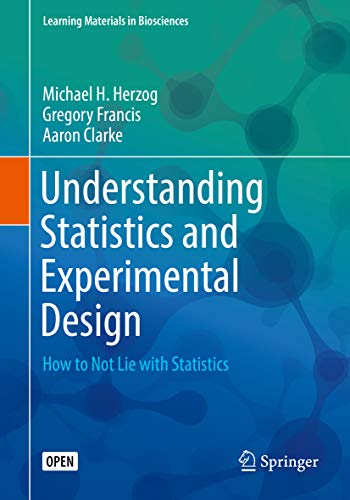 Learning Materials in Biosciences
Michael H. Herzog
Gregory Francis
Aaron Clarke
Understanding
Statistics and
Experimental
Design
How to Not Lie with Statistics
OPEN
Springer